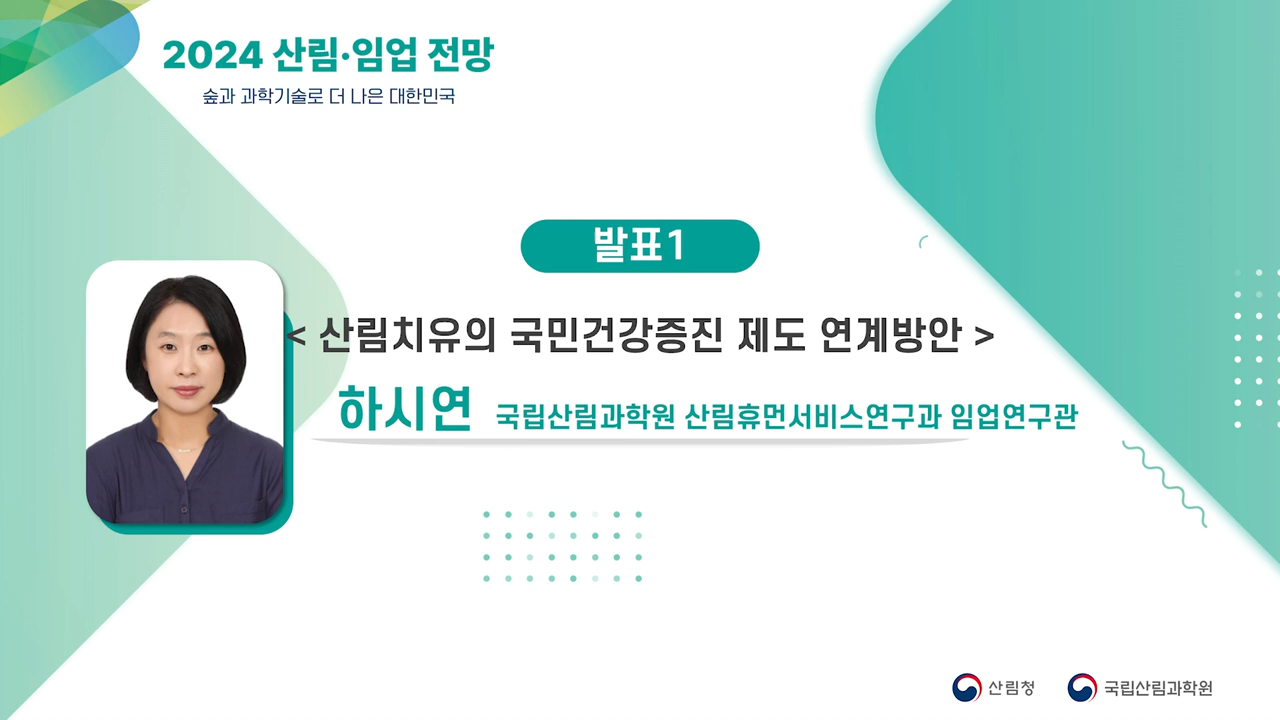 2024 산림·임업 전망
숲과 과학기술로 더 나은 대한민국
발표1
< 산림치유의 국민건강증진 제도 연계방안 >
하시연 국립산림과학원 산림휴먼서비스연구과 임업연구관
산림청 국립산림과학원